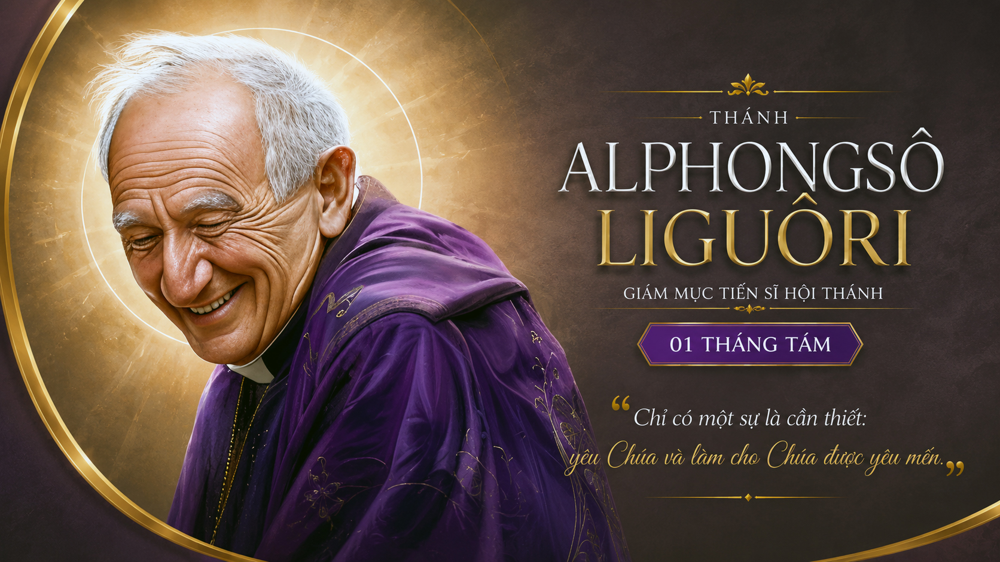 THÁNH
ALPHONGSÔ
LIGUÔRI
GIÁM MỤC TIẾN SĨ HỘI THÁNH
01 THÁNG TÁM
“Chỉ có một sự là cần thiết:
yêu Chúa và làm cho Chúa được yêu mến.”